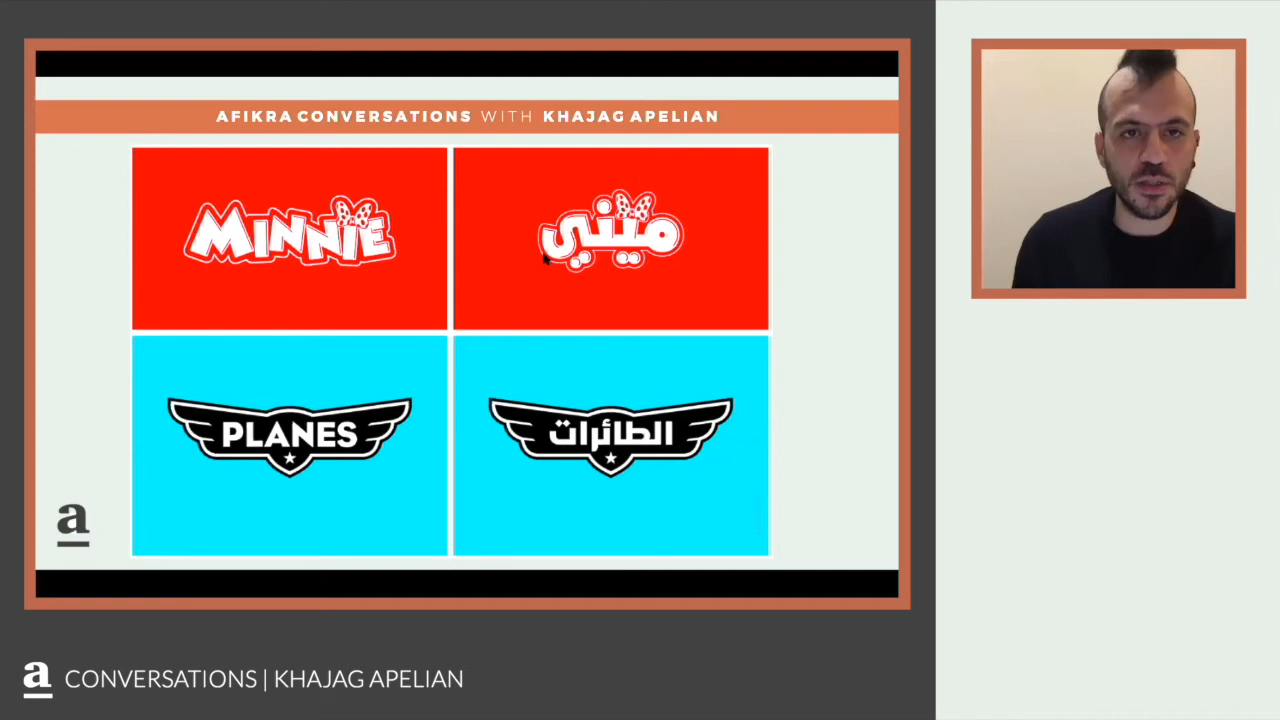 AFIKRA CONVERSATIONS WITH KHAJAG APELIAN
MINNIE
ميني
PLANES
الطائرات
a
a CONVERSATIONS | KHAJAG APELIAN